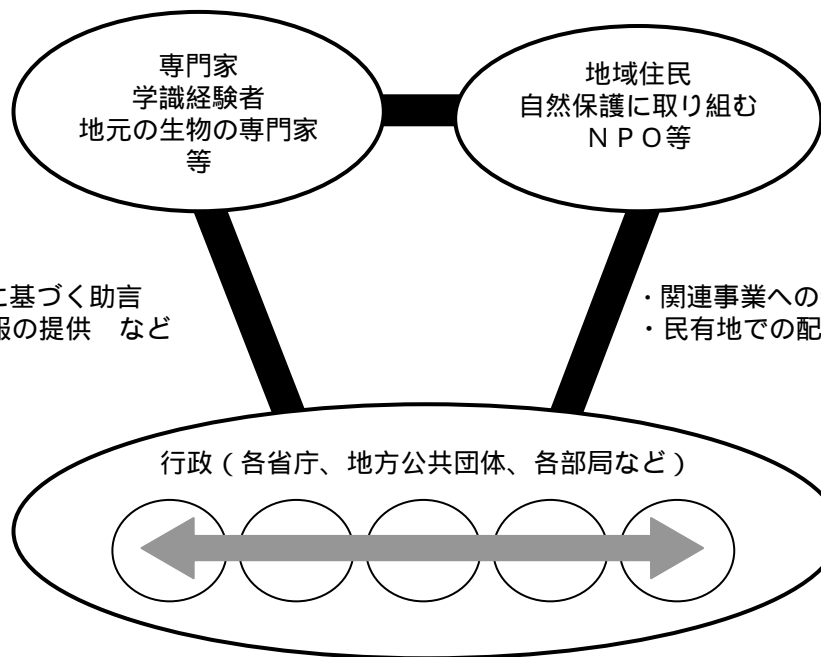 専門家
学識経験者
地元の生物の専門家
等
地域住民
自然保護に取り組む
ＮＰＯ等
に基づく助言
報の提供　など
・関連事業への
・民有地での配
行政（各省庁、地方公共団体、各部局など）